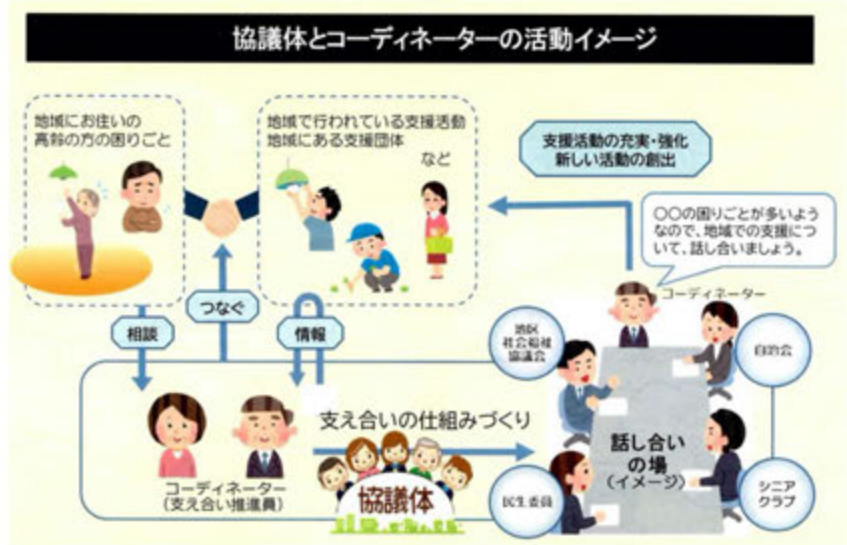 協議体とコーディネーターの活動イメージ
地域にお住いの
高齢の方の困りごと
地域で行われている支援活動
地域にある支援団体
など
支援活動の充実・強化
新しい活動の創出
〇〇の困りごとが多いよう
なので、地域での支援につ
いて、話し合いましょう。
コーディネーター
相談
つなぐ
情報
地区
社会福祉
協議会
自治会
支え合いの仕組みづくり
話し合い
の場
(イメージ)
コーディネーター
(支え合い推進員)
協議体
民生委員
シニア
クラブ